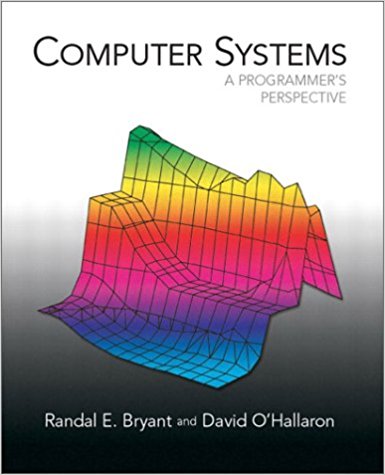 COMPUTER SYSTEMS
A PROGRAMMER'S
PERSPECTIVE
Randal E. Bryant and David O'Hallaron